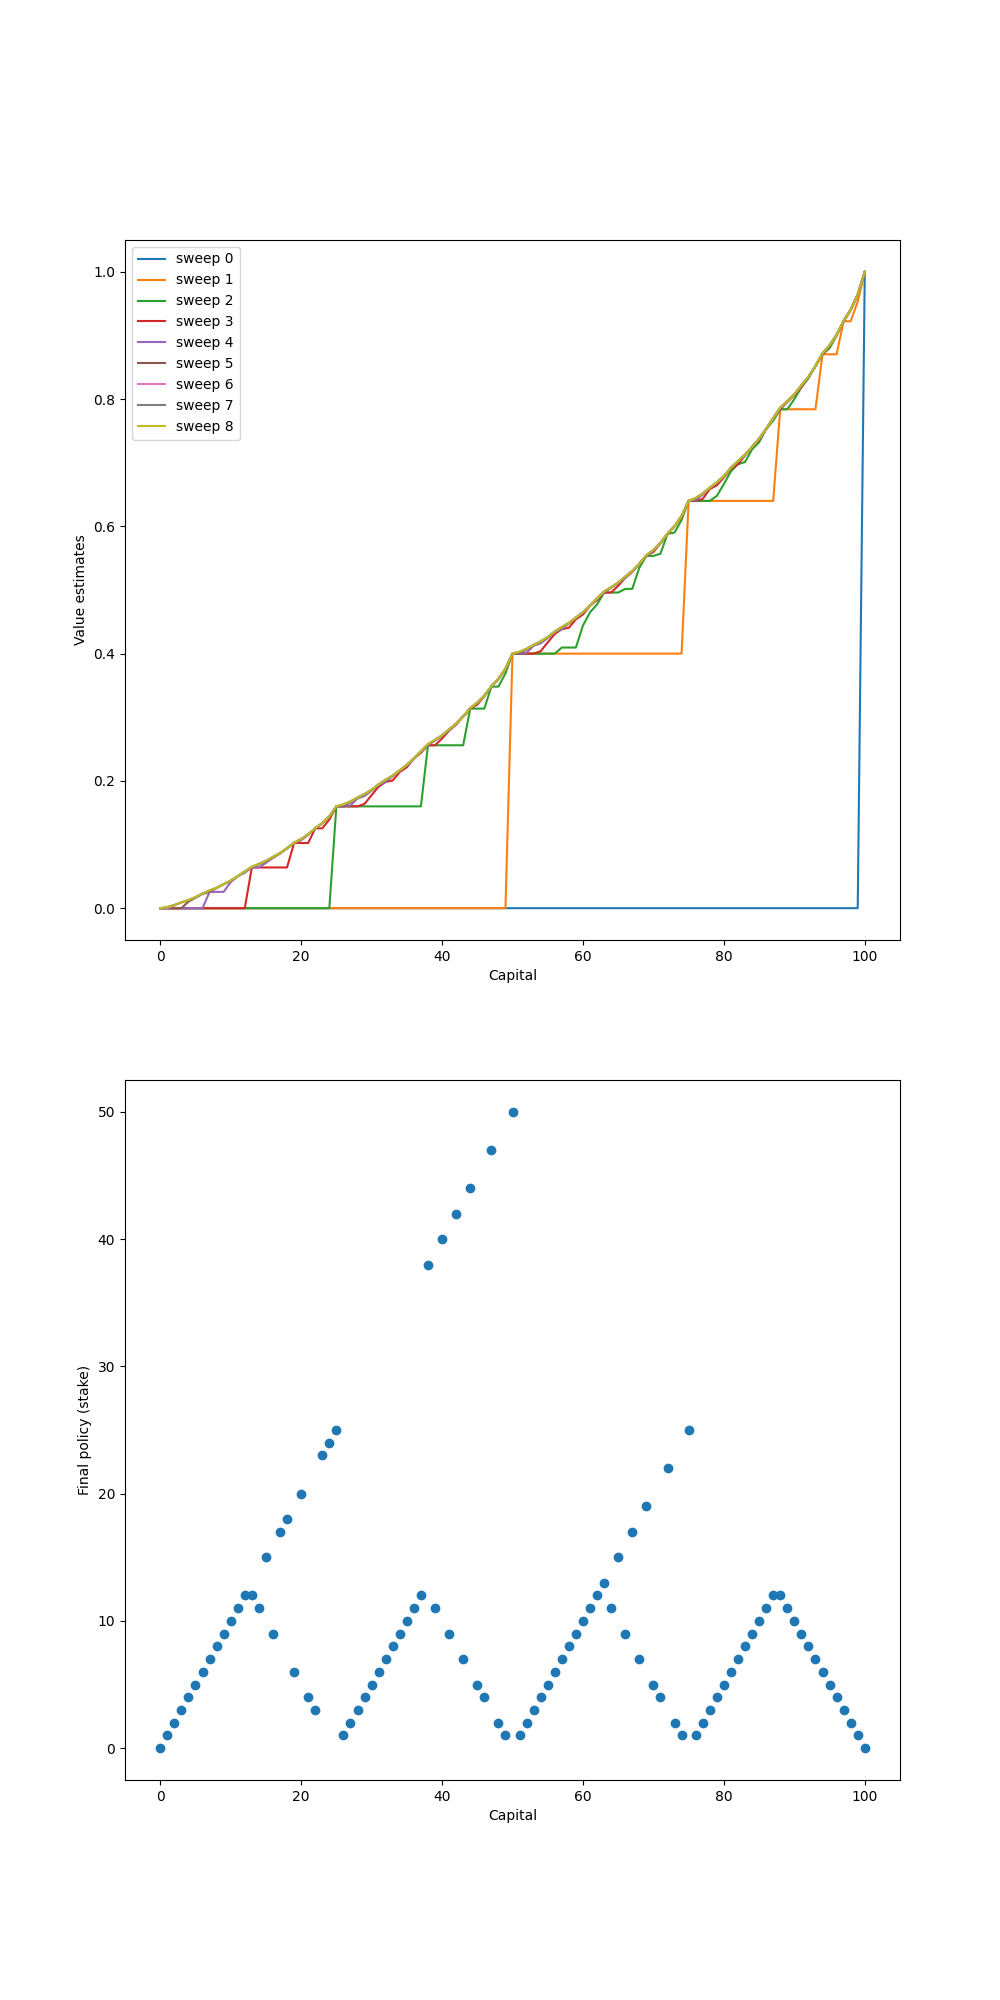 sweep 0
sweep 1
sweep 2
sweep 3
sweep 4
sweep 5
sweep 6
sweep 7
sweep 8
1.0
0.8
0.6
0.4
0.2
0.0
Value estimates
0 20 40 60 80 100
Capital
50
40
30
20
10
0
Final policy (stake)
0 20 40 60 80 100
Capital